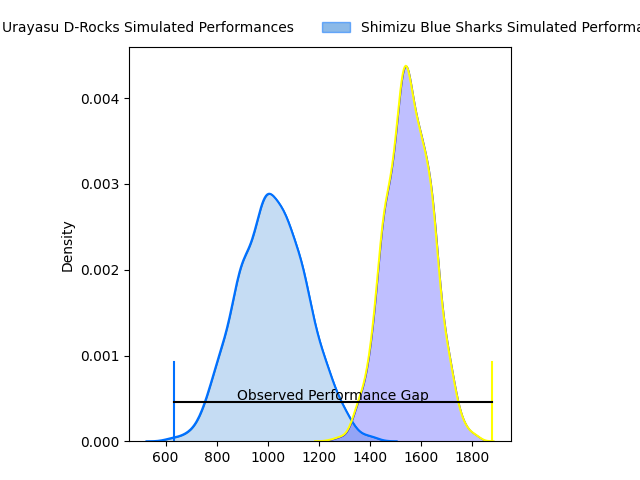 Urayasu D-Rocks Simulated Performances
Shimizu Blue Sharks Simulated Performa
0.004
0.003
0.002
0.001
0.000
Density
Observed Performance Gap
600 800 1000 1200 1400 1600 1800